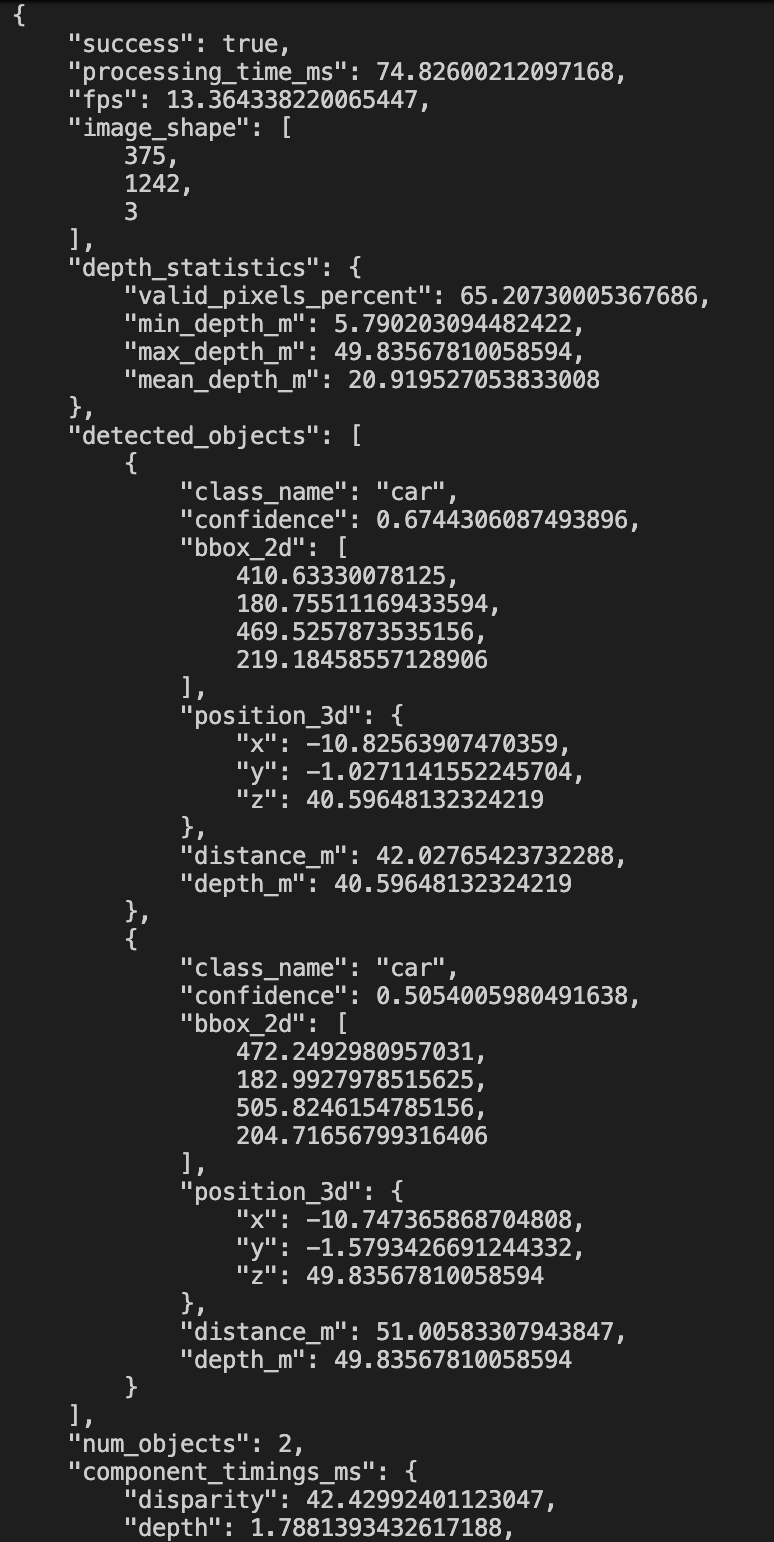 {
    "success": true,
    "processing_time_ms": 74.82600212097168,
    "fps": 13.364338220065447,
    "image_shape": [
        375,
        1242,
        3
    ],
    "depth_statistics": {
        "valid_pixels_percent": 65.20730005367686,
        "min_depth_m": 5.790203094482422,
        "max_depth_m": 49.83567810058594,
        "mean_depth_m": 20.919527053833008
    },
    "detected_objects": [
        {
            "class_name": "car",
            "confidence": 0.6744306087493896,
            "bbox_2d": [
                410.63330078125,
                180.75511169433594,
                469.5257873535156,
                219.18458557128906
            ],
            "position_3d": {
                "x": -10.82563907470359,
                "y": -1.0271141552245704,
                "z": 40.59648132324219
            },
            "distance_m": 42.02765423732288,
            "depth_m": 40.59648132324219
        },
        {
            "class_name": "car",
            "confidence": 0.5054005980491638,
            "bbox_2d": [
                472.2492980957031,
                182.9927978515625,
                505.8246154785156,
                204.71656799316406
            ],
            "position_3d": {
                "x": -10.747365868704808,
                "y": -1.5793426691244332,
                "z": 49.83567810058594
            },
            "distance_m": 51.00583307943847,
            "depth_m": 49.83567810058594
        }
    ],
    "num_objects": 2,
    "component_timings_ms": {
        "disparity": 42.42992401123047,
        "depth": 1.7881393432617188,